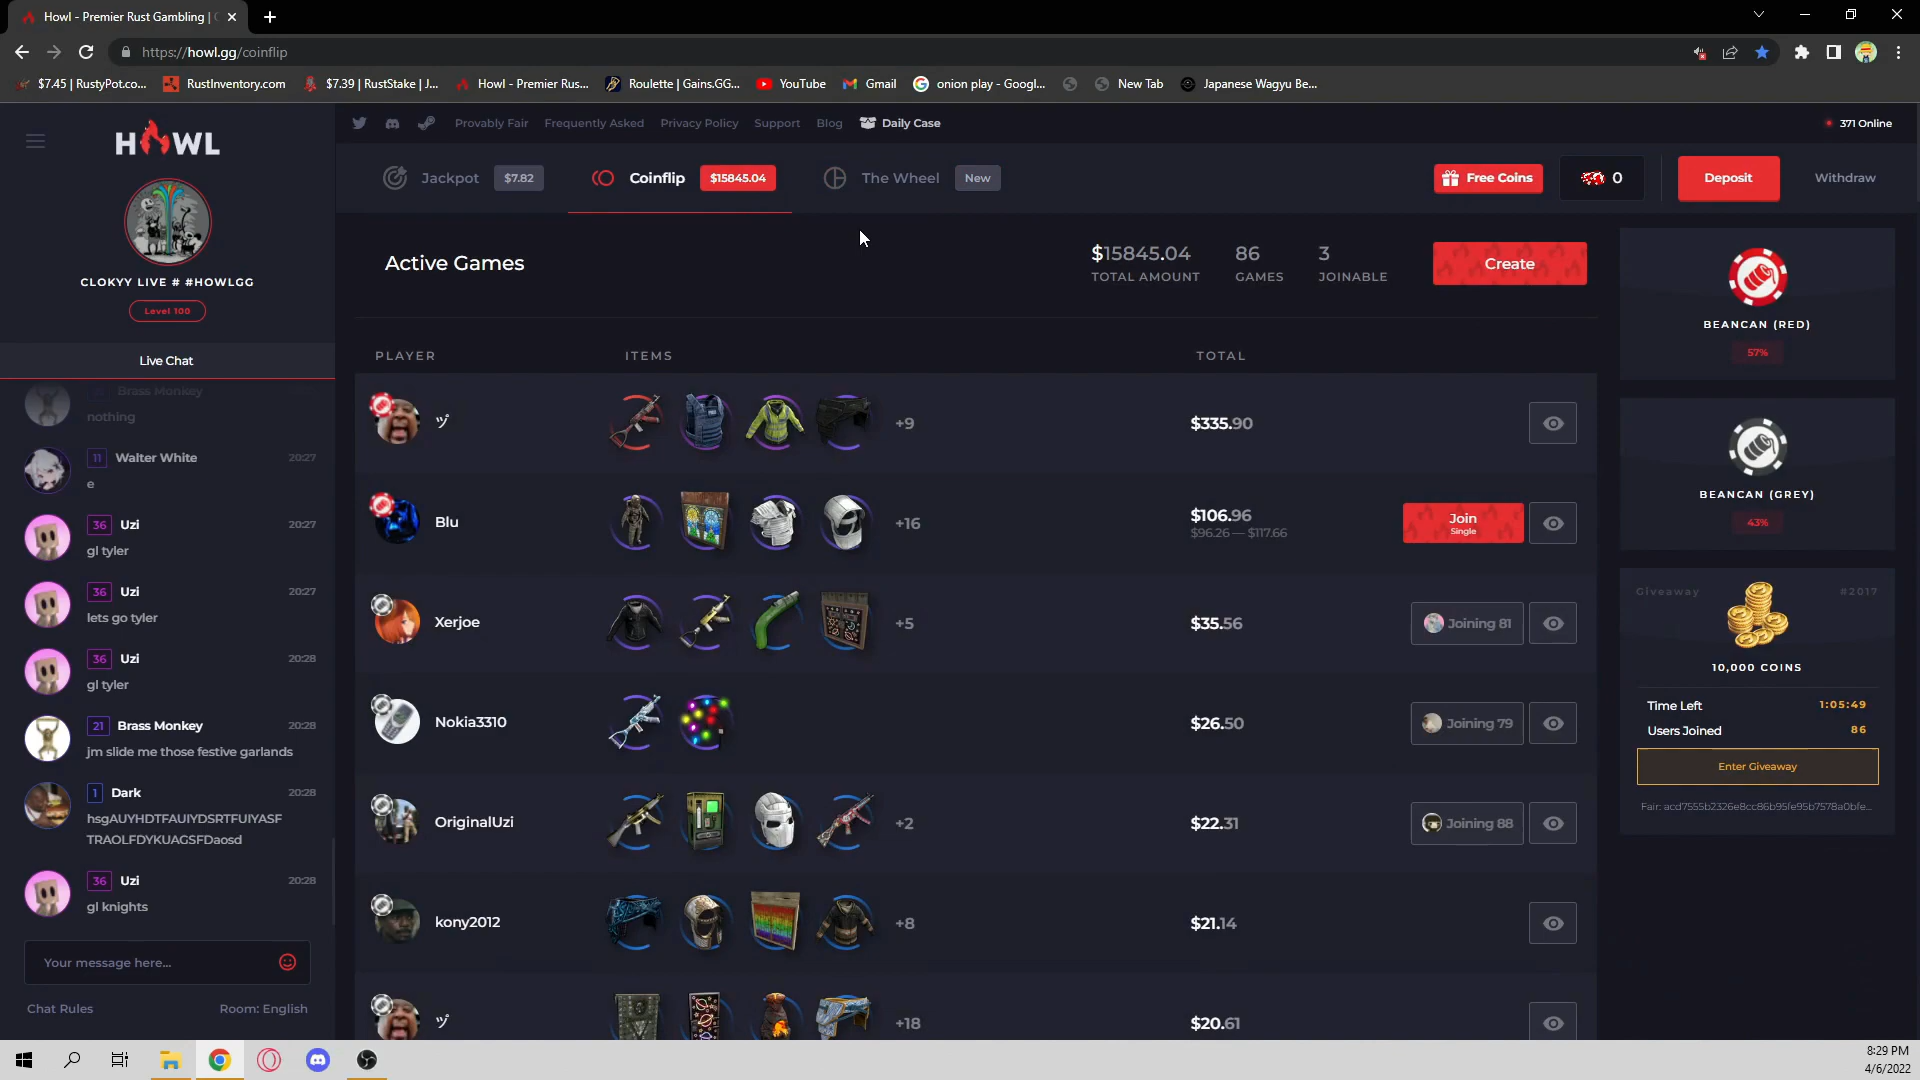 Howl - Premier Rust Gambling |
https://howl.gg/coinflip
$7.45 | RustyPot.co...
RustInventory.com
$7.39 | RustStake | J...
Howl - Premier Rus...
Roulette | Gains.GG...
YouTube
Gmail
onion play - Googl...
New Tab
Japanese Wagyu Be...
HOWL
Provably Fair
Frequently Asked
Privacy Policy
Support
Blog
Daily Case
371 Online
Jackpot $7.82
Coinflip $15845.04
The Wheel New
Free Coins
0
Deposit
Withdraw
CLOKYY LIVE # #HOWLGG
Level 100
Live Chat
Brass Monkey
nothing
11 Walter White 20:27
e
36 Uzi 20:27
gl tyler
36 Uzi 20:27
lets go tyler
36 Uzi 20:28
gl tyler
21 Brass Monkey 20:28
jm slide me those festive garlands
1 Dark 20:28
hsgAUYHDTFAUIYDSRTFUIYASF
TRAOLFDYKUAGSFDaosd
36 Uzi 20:28
gl knights
Your message here...
Chat Rules
Room: English
Active Games
$15845.04
TOTAL AMOUNT
86
GAMES
3
JOINABLE
Create
PLAYER ITEMS TOTAL
ヅ +9 $335.90
Blu +16 $106.96
$96.26 — $117.66
Join
Single
Xerjoe +5 $35.56 Joining 81
Nokia3310 $26.50 Joining 79
OriginalUzi +2 $22.31 Joining 88
kony2012 +8 $21.14
ヅ +18 $20.61
BEANCAN (RED)
57%
BEANCAN (GREY)
43%
Giveaway #2017
10,000 COINS
Time Left 1:05:49
Users Joined 86
Enter Giveaway
Fair: acd7555b2326e8cc86b95fe95b7578a0bfe...
8:29 PM
4/6/2022